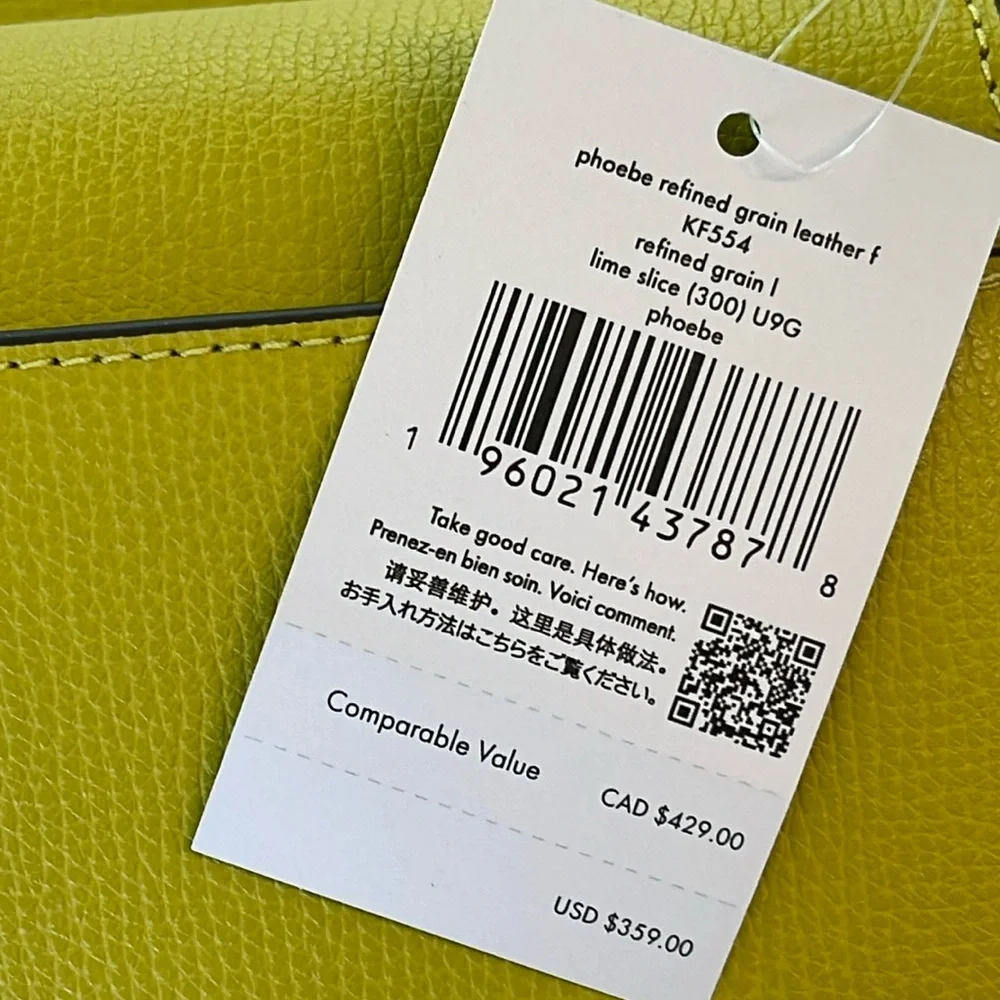 phoebe refined grain leather f
KF554
refined grain l
lime slice (300) U9G
phoebe
1 96021 43787 8
Take good care. Here's how.
Prenez-en bien soin. Voici comment.
请妥善维护。这里是具体做法。
お手入れ方法はこちらをご覧ください。
Comparable Value
CAD $429.00
USD $359.00